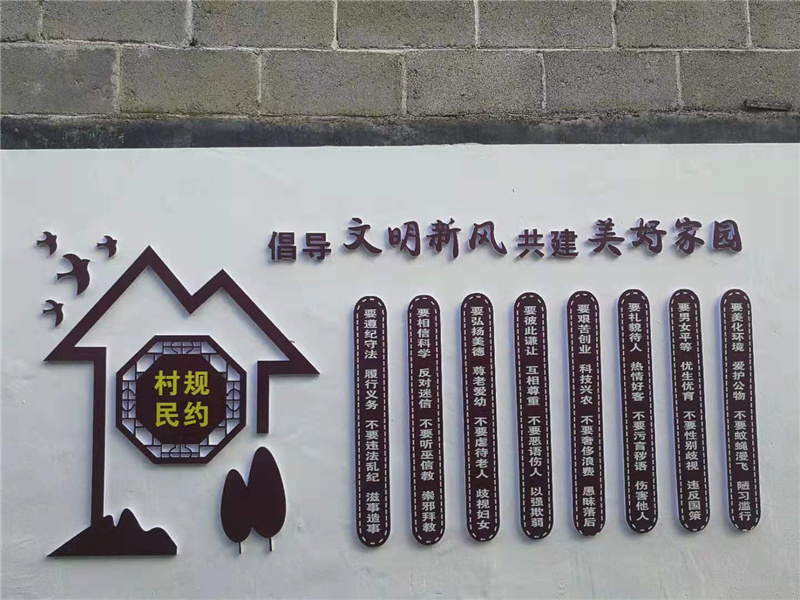 倡导文明新风共建美好家园
村规
民约
要遵纪守法 履行义务 不要违法乱纪 滋事造事
要相信科学 反对迷信 不要听巫信教 崇邪拜教
要弘扬美德 尊老爱幼 不要虐待老人 歧视妇女
要彼此谦让 互相尊重 不要恶语伤人 以强欺弱
要艰苦创业 科技兴农 不要奢侈浪费 愚昧落后
要礼貌待人 热情好客 不要污言秽语 伤害他人
要男女平等 优生优育 不要性别歧视 违反国策
要美化环境 爱护公物 不要蚊蝇漫飞 陋习滥行